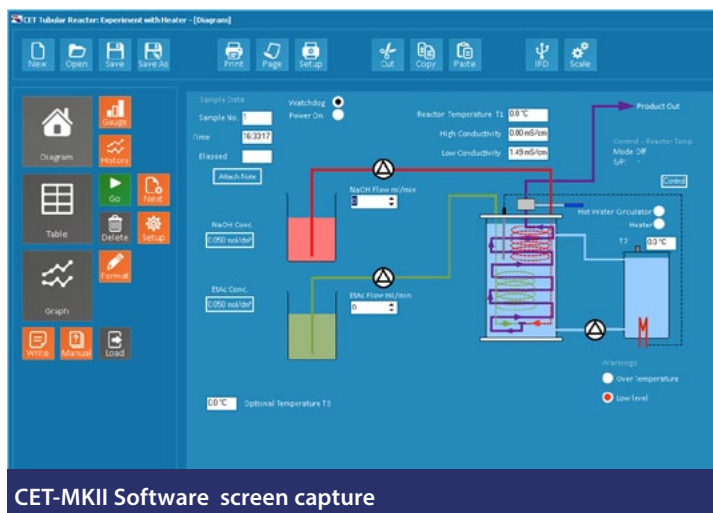 CET Tubular Reactor: Experiment with Heater - [Diagram]
New Open Save Save As Print Page Setup Cut Copy Paste IFD Scale
Diagram
Gauge
History
Table
Go
Next
Delete
Setup
Graph
Format
Write Manual Load
Sample Data
Watchdog
Sample No. 1
Power On
Time 16:33:17
Elapsed
Attach Note
Reactor Temperature T1 0.0 °C
High Conductivity 0.00 mS/cm
Low Conductivity 1.49 mS/cm
Product Out
Control - Reactor Temp
Mode Off
S/P: -
Control
NaOH Flow ml/min
0
NaOH Conc.
0.050 mol/dm³
Hot Water Circulator
Heater
T2 0.0 °C
EtAc Conc.
0.050 mol/dm³
EtAc Flow ml/min
0
Warnings
Over Temperature
Low level
0.0 °C Optional Temperature T3
CET-MKII Software screen capture